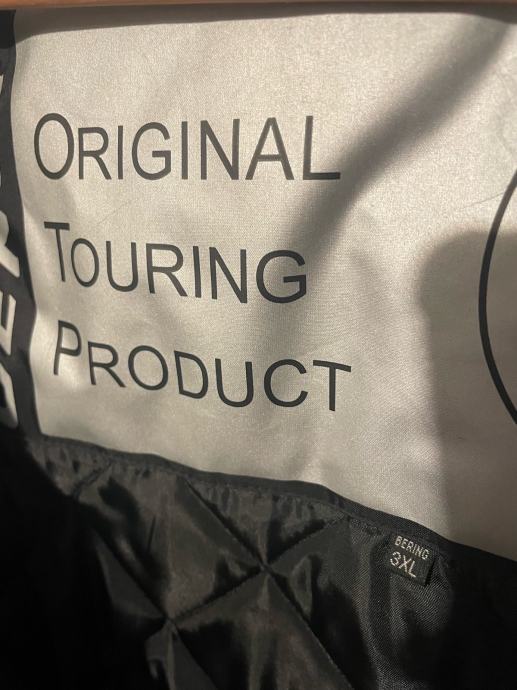 ORIGINAL
TOURING
PRODUCT
BERING
3XL